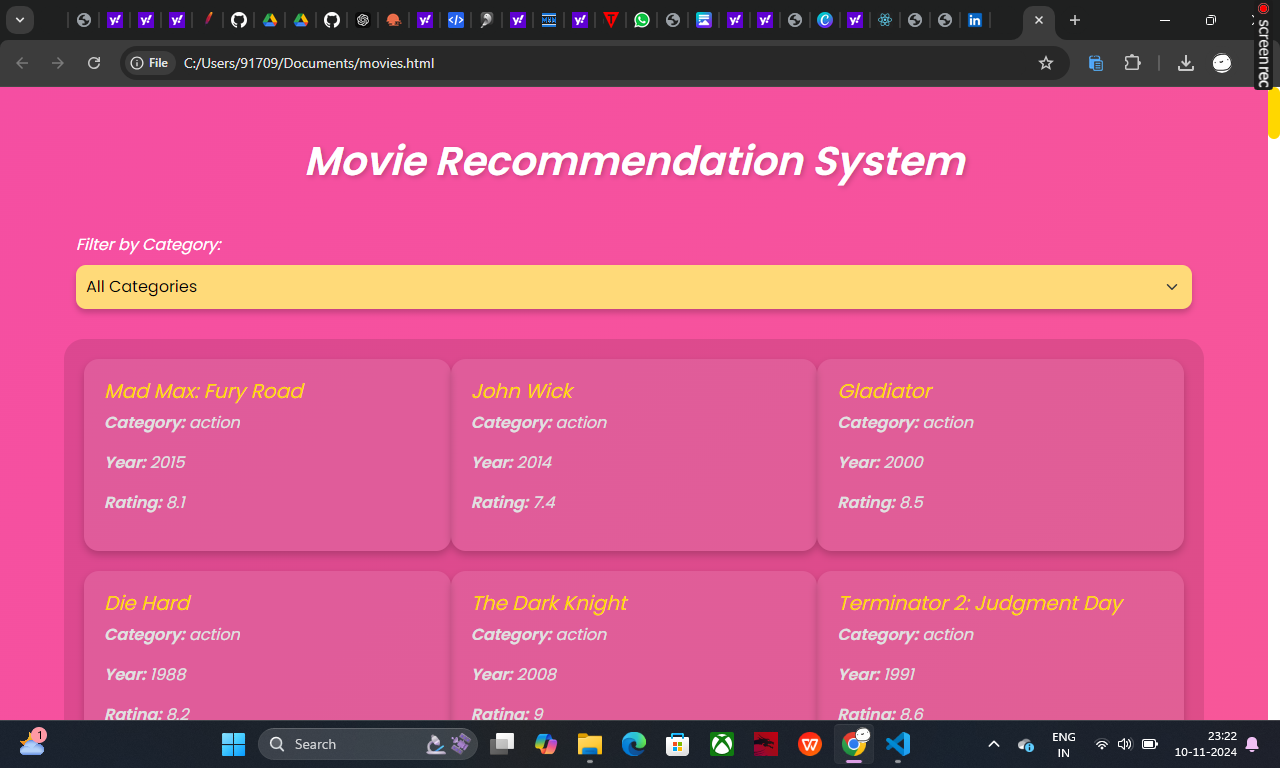 File
C:/Users/91709/Documents/movies.html
screen rec
Movie Recommendation System
Filter by Category:
All Categories
Mad Max: Fury Road
Category: action
Year: 2015
Rating: 8.1
John Wick
Category: action
Year: 2014
Rating: 7.4
Gladiator
Category: action
Year: 2000
Rating: 8.5
Die Hard
Category: action
Year: 1988
Rating: 8.2
The Dark Knight
Category: action
Year: 2008
Rating: 9
Terminator 2: Judgment Day
Category: action
Year: 1991
Rating: 8.6
1
Search
ENG
IN
23:22
10-11-2024